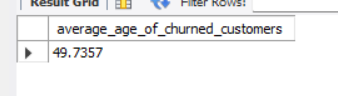 Result Grid Filter Rows:
average_age_of_churned_customers
49.7357